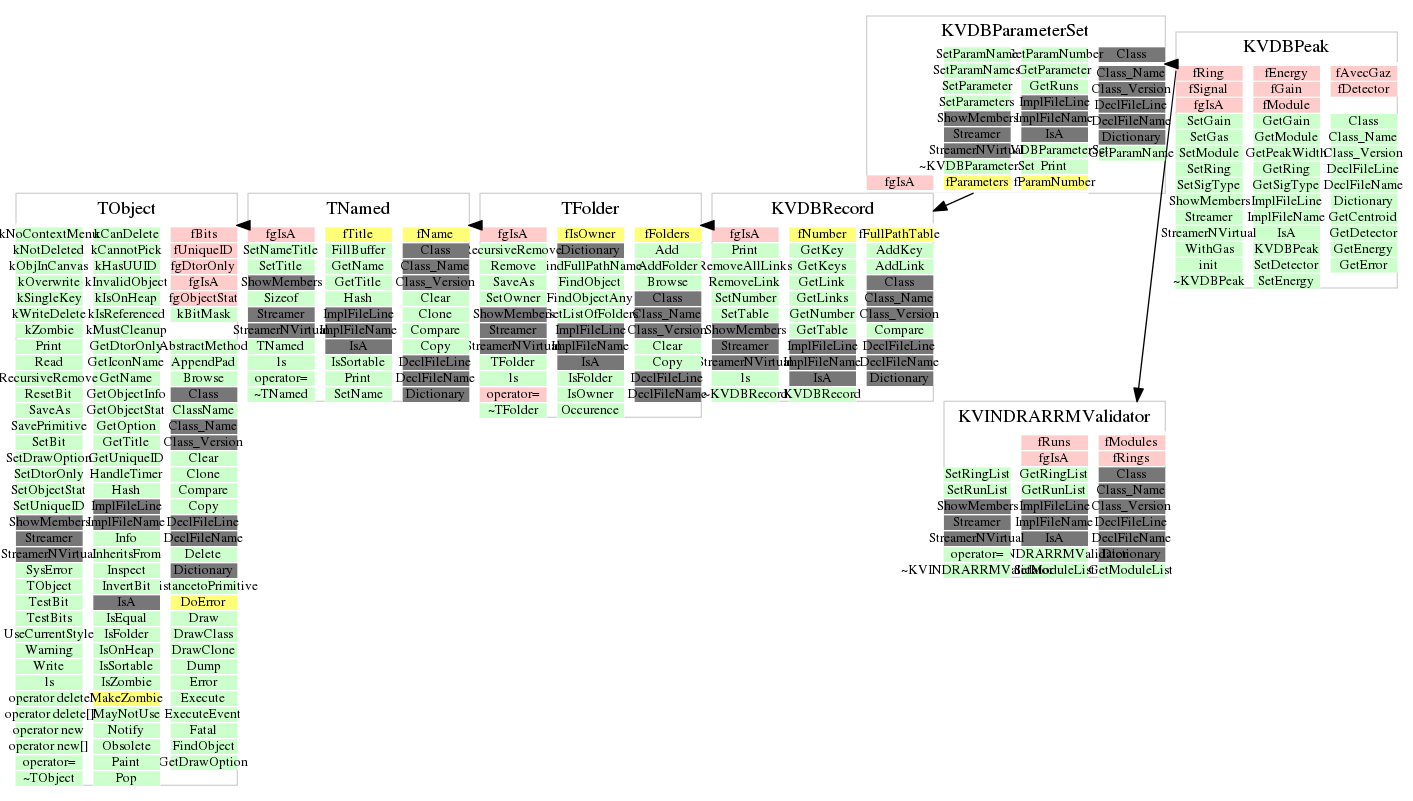 KVDBParameterSet
SetParamName GetParamNumber Class
SetParamNames GetParameter Class_Name
SetParameter GetRuns Class_Version
SetParameters ImplFileLine DeclFileLine
ShowMembers ImplFileName DeclFileName
Streamer IsA Dictionary
StreamerNVirtual KVDBParameterSet GetParamName
~KVDBParameterSet Print
fgIsA fParameters fParamNumber
KVDBPeak
fRing fEnergy fAvecGaz
fSignal fGain fDetector
fgIsA fModule
SetGain GetGain Class
SetGas GetModule Class_Name
SetModule GetPeakWidth Class_Version
SetRing GetRing DeclFileLine
SetSigType GetSigType DeclFileName
ShowMembers ImplFileLine Dictionary
Streamer ImplFileName GetCentroid
StreamerNVirtual IsA GetDetector
WithGas KVDBPeak GetEnergy
init SetDetector GetError
~KVDBPeak SetEnergy
TObject
kNoContextMenu kCanDelete fBits
kNotDeleted kCannotPick fUniqueID
kObjInCanvas kHasUUID fgDtorOnly
kOverwrite kInvalidObject fgIsA
kSingleKey kIsOnHeap fgObjectStat
kWriteDelete kIsReferenced kBitMask
kZombie kMustCleanup
Print GetDtorOnly AbstractMethod
Read GetIconName AppendPad
RecursiveRemove GetName Browse
ResetBit GetObjectInfo Class
SaveAs GetObjectStat ClassName
SavePrimitive GetOption Class_Name
SetBit GetTitle Class_Version
SetDrawOption GetUniqueID Clear
SetDtorOnly HandleTimer Clone
SetObjectStat Hash Compare
SetUniqueID ImplFileLine Copy
ShowMembers ImplFileName DeclFileLine
Streamer Info DeclFileName
StreamerNVirtual InheritsFrom Delete
SysError Inspect Dictionary
TObject InvertBit DistancetoPrimitive
TestBit IsA DoError
TestBits IsEqual Draw
UseCurrentStyle IsFolder DrawClass
Warning IsOnHeap DrawClone
Write IsSortable Dump
ls IsZombie Error
operator delete MakeZombie Execute
operator delete[] MayNotUse ExecuteEvent
operator new Notify Fatal
operator new[] Obsolete FindObject
operator= Paint GetDrawOption
~TObject Pop
TNamed
fgIsA fTitle fName
SetNameTitle FillBuffer Class
SetTitle GetName Class_Name
ShowMembers GetTitle Class_Version
Sizeof Hash Clear
Streamer ImplFileLine Clone
StreamerNVirtual ImplFileName Compare
TNamed IsA Copy
ls IsSortable DeclFileLine
operator= Print DeclFileName
~TNamed SetName Dictionary
TFolder
fgIsA fIsOwner fFolders
RecursiveRemove Dictionary Add
Remove FindFullPathName AddFolder
SaveAs FindObject Browse
SetOwner FindObjectAny Class
ShowMembers GetListOfFolders Class_Name
Streamer ImplFileLine Class_Version
StreamerNVirtual ImplFileName Clear
TFolder IsA Copy
ls IsFolder DeclFileLine
operator= IsOwner DeclFileName
~TFolder Occurence
KVDBRecord
fgIsA fNumber fFullPathTable
Print GetKey AddKey
RemoveAllLinks GetKeys AddLink
RemoveLink GetLink Class
SetNumber GetLinks Class_Name
SetTable GetNumber Class_Version
ShowMembers GetTable Compare
Streamer ImplFileLine DeclFileLine
StreamerNVirtual ImplFileName DeclFileName
ls IsA Dictionary
~KVDBRecord KVDBRecord
KVINDRARRMValidator
fRuns fModules
fgIsA fRings
SetRingList GetRingList Class
SetRunList GetRunList Class_Name
ShowMembers ImplFileLine Class_Version
Streamer ImplFileName DeclFileLine
StreamerNVirtual IsA DeclFileName
operator= KVINDRARRMValidator Dictionary
~KVINDRARRMValidator SetModuleList GetModuleList